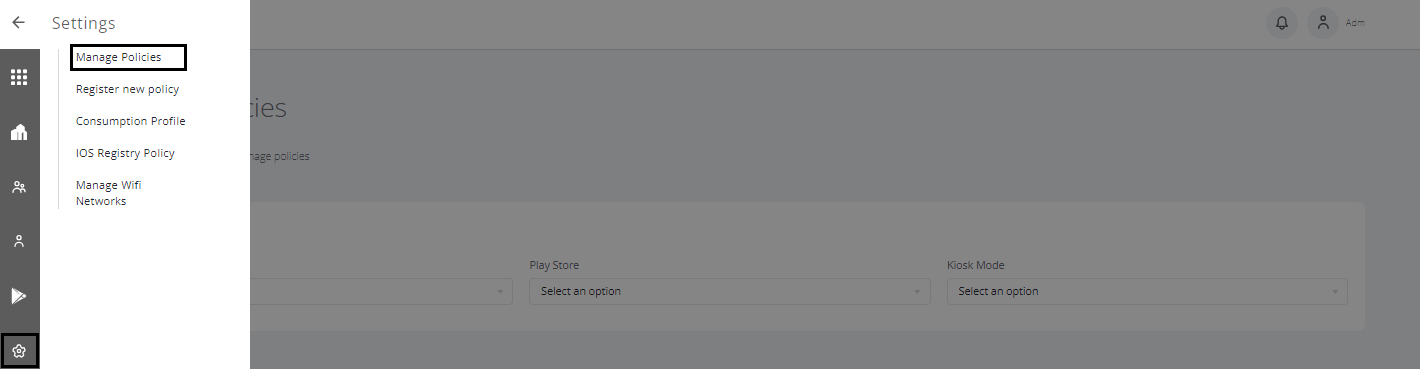 Settings
Adm
Manage Policies
Register new policy
cies
Consumption Profile
IOS Registry Policy
nage policies
Manage Wifi
Networks
Play Store
Kiosk Mode
Select an option
Select an option